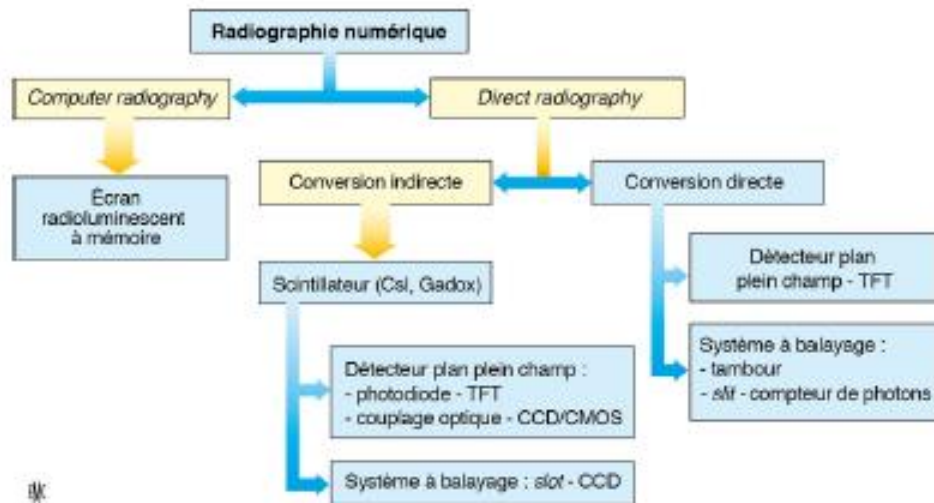 Radiographie numérique
Computer radiography
Direct radiography
Écran
radioluminescent
à mémoire
Conversion indirecte
Conversion directe
Scintillateur (CsI, Gadox)
Détecteur plan
plein champ - TFT
Détecteur plan plein champ :
- photodiode - TFT
- couplage optique - CCD/CMOS
Système à balayage :
- tambour
- slit - compteur de photons
Système à balayage : slot - CCD